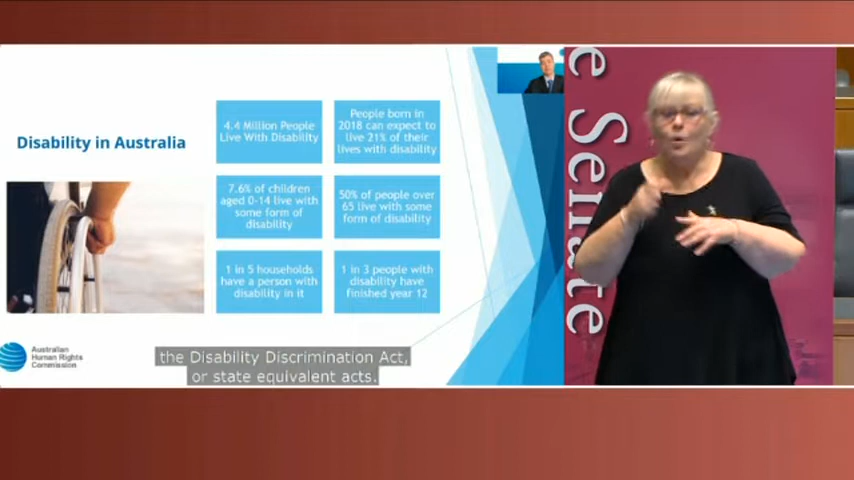 Disability in Australia
4.4 Million People
Live With Disability
People born in
2018 can expect to
live 21% of their
lives with disability
7.6% of children
aged 0-14 live with
some form of
disability
50% of people over
65 live with some
form of disability
1 in 5 households
have a person with
disability in it
1 in 3 people with
disability have
finished year 12
Australian
Human Rights
Commission
the Disability Discrimination Act,
or state equivalent acts.
e Senate